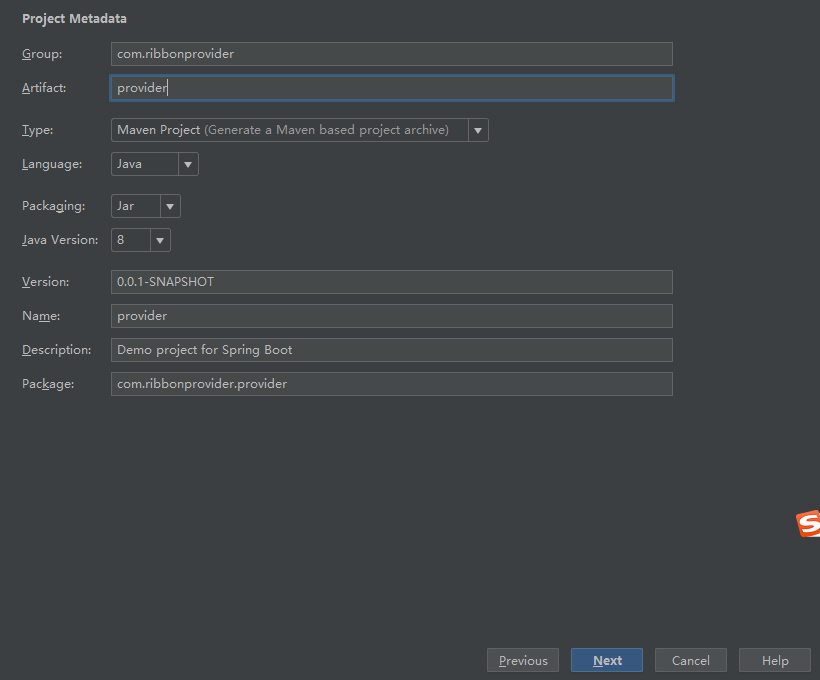 Project Metadata
Group: com.ribbonprovider
Artifact: provider
Type: Maven Project (Generate a Maven based project archive)
Language: Java
Packaging: Jar
Java Version: 8
Version: 0.0.1-SNAPSHOT
Name: provider
Description: Demo project for Spring Boot
Package: com.ribbonprovider.provider
S
Previous Next Cancel Help